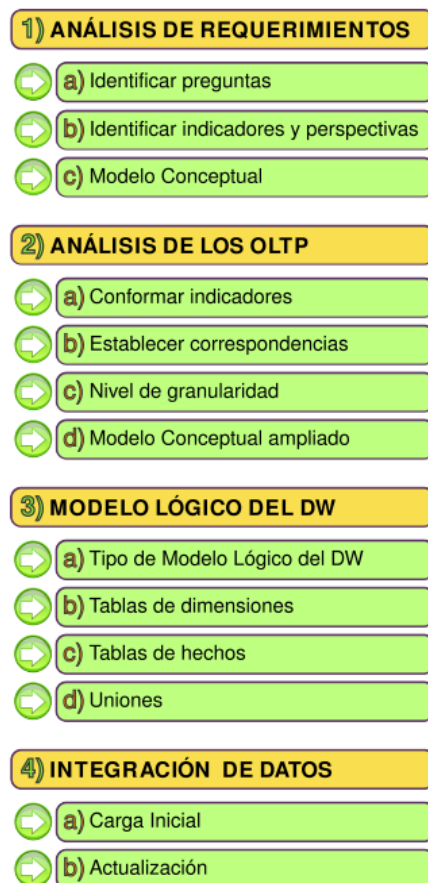 1) ANÁLISIS DE REQUERIMIENTOS
a) Identificar preguntas
b) Identificar indicadores y perspectivas
c) Modelo Conceptual
2) ANÁLISIS DE LOS OLTP
a) Conformar indicadores
b) Establecer correspondencias
c) Nivel de granularidad
d) Modelo Conceptual ampliado
3) MODELO LÓGICO DEL DW
a) Tipo de Modelo Lógico del DW
b) Tablas de dimensiones
c) Tablas de hechos
d) Uniones
4) INTEGRACIÓN DE DATOS
a) Carga Inicial
b) Actualización